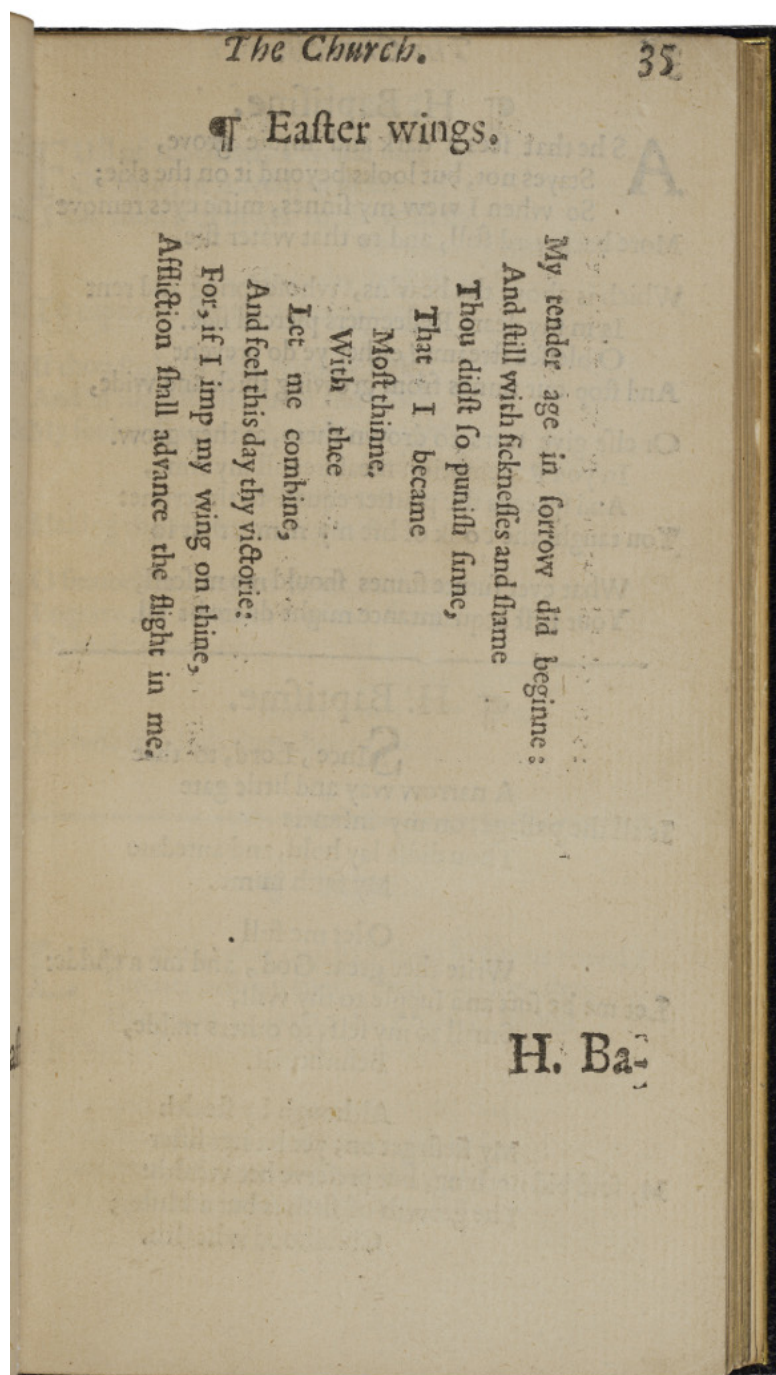 The Church. 35
¶ Eaſter wings.
My tender age in ſorrow did beginne:
And ſtill with ſickneſſes and ſhame
Thou didſt ſo puniſh ſinne,
That I became
Moſt thinne.
With thee
Let me combine,
And feel this day thy victorie:
For, if I imp my wing on thine,
Affliction ſhall advance the flight in me.
H. Ba-